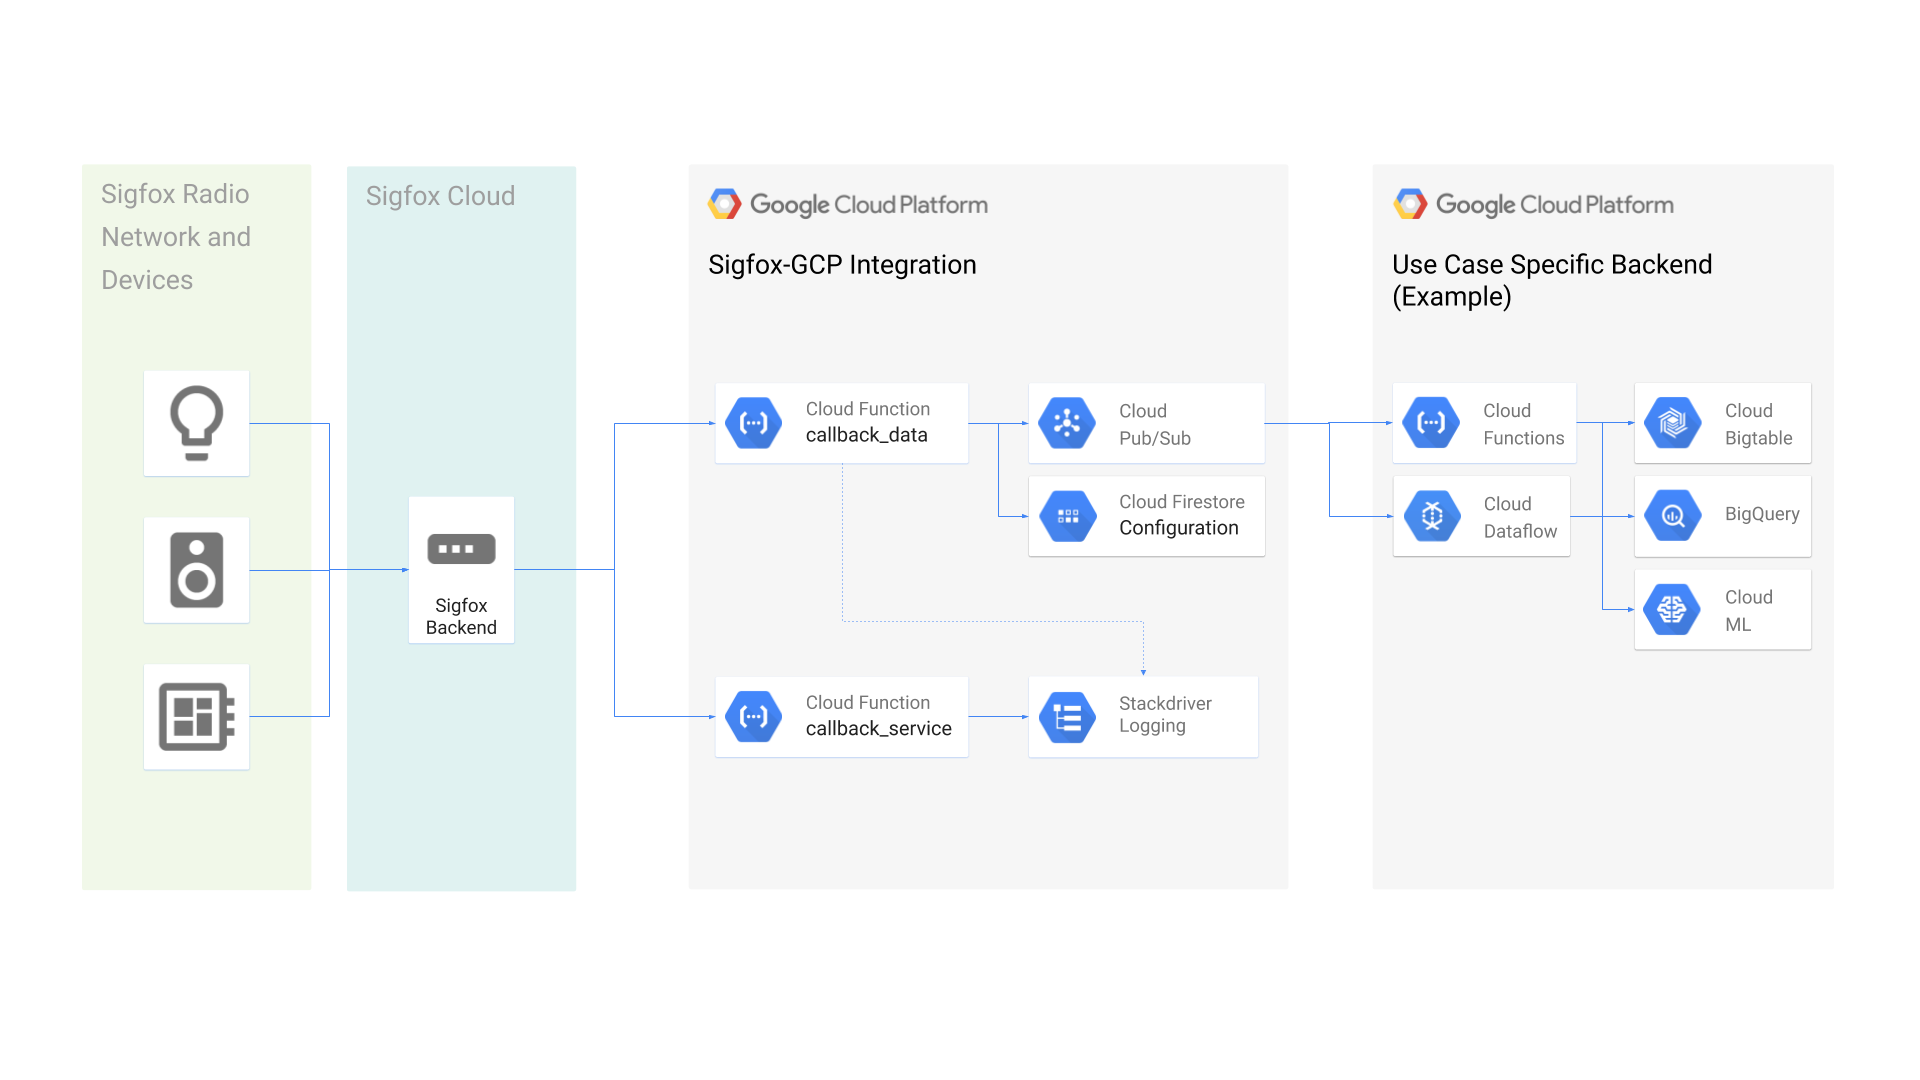 Sigfox Radio
Network and
Devices
Sigfox Cloud
Sigfox
Backend
Google Cloud Platform
Sigfox-GCP Integration
Cloud Function
callback_data
Cloud
Pub/Sub
Cloud Firestore
Configuration
Cloud Function
callback_service
Stackdriver
Logging
Google Cloud Platform
Use Case Specific Backend
(Example)
Cloud
Functions
Cloud
Bigtable
Cloud
Dataflow
BigQuery
Cloud
ML